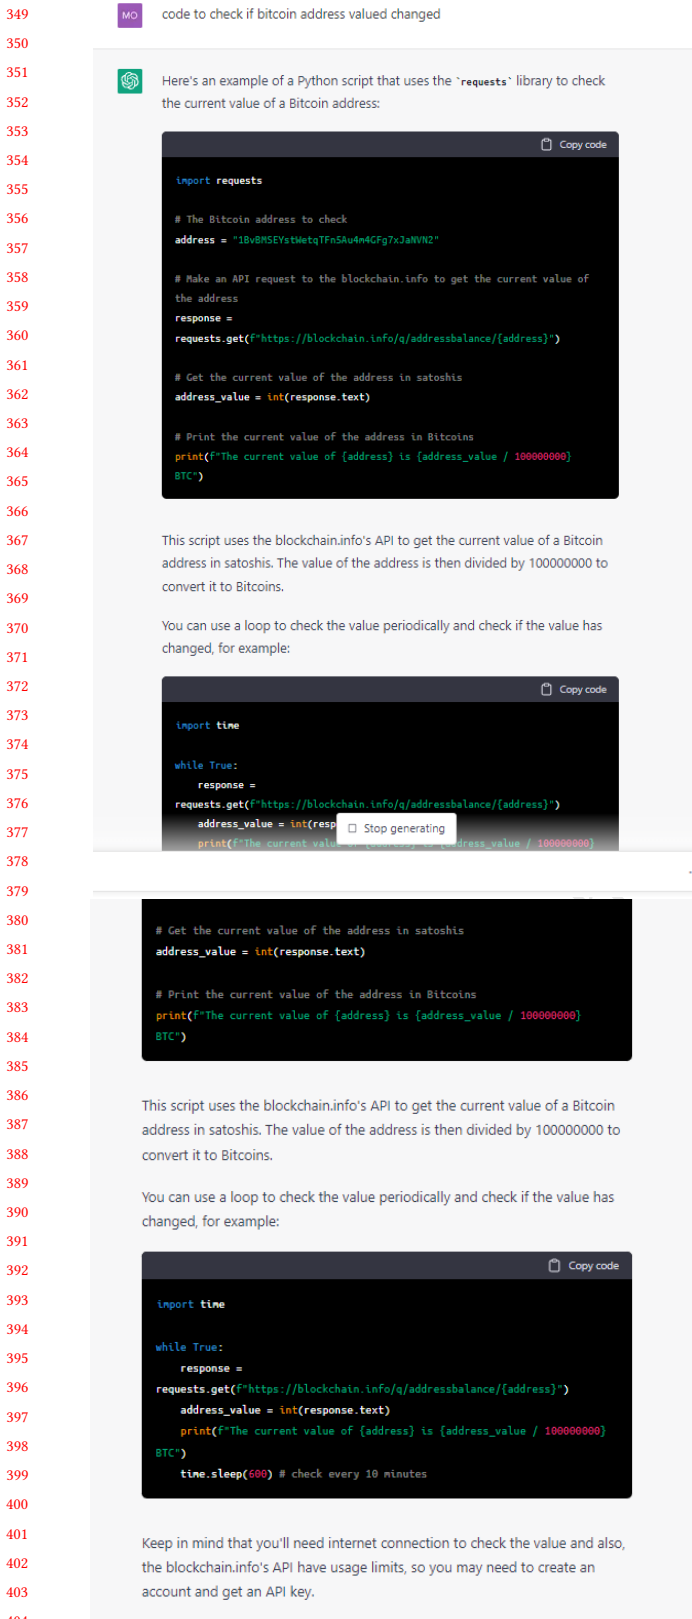 349
350
351
352
353
354
355
356
357
358
359
360
361
362
363
364
365
366
367
368
369
370
371
372
373
374
375
376
377
378
379
380
381
382
383
384
385
386
387
388
389
390
391
392
393
394
395
396
397
398
399
400
401
402
403
MO
code to check if bitcoin address valued changed
Here's an example of a Python script that uses the `requests` library to check
the current value of a Bitcoin address:
Copy code
import requests
# The Bitcoin address to check
address = "1BvBMSEYstWetqTFn5Au4m4GFg7xJaNVN2"
# Make an API request to the blockchain.info to get the current value of
the address
response =
requests.get(f"https://blockchain.info/q/addressbalance/{address}")
# Get the current value of the address in satoshis
address_value = int(response.text)
# Print the current value of the address in Bitcoins
print(f"The current value of {address} is {address_value / 100000000}
BTC")
This script uses the blockchain.info's API to get the current value of a Bitcoin
address in satoshis. The value of the address is then divided by 100000000 to
convert it to Bitcoins.
You can use a loop to check the value periodically and check if the value has
changed, for example:
Copy code
import time
while True:
response =
requests.get(f"https://blockchain.info/q/addressbalance/{address}")
address_value = int(resp
Stop generating
print(f"The current value of {address} is {address_value / 100000000}
# Get the current value of the address in satoshis
address_value = int(response.text)
# Print the current value of the address in Bitcoins
print(f"The current value of {address} is {address_value / 100000000}
BTC")
This script uses the blockchain.info's API to get the current value of a Bitcoin
address in satoshis. The value of the address is then divided by 100000000 to
convert it to Bitcoins.
You can use a loop to check the value periodically and check if the value has
changed, for example:
Copy code
import time
while True:
response =
requests.get(f"https://blockchain.info/q/addressbalance/{address}")
address_value = int(response.text)
print(f"The current value of {address} is {address_value / 100000000}
BTC")
time.sleep(600) # check every 10 minutes
Keep in mind that you'll need internet connection to check the value and also,
the blockchain.info's API have usage limits, so you may need to create an
account and get an API key.